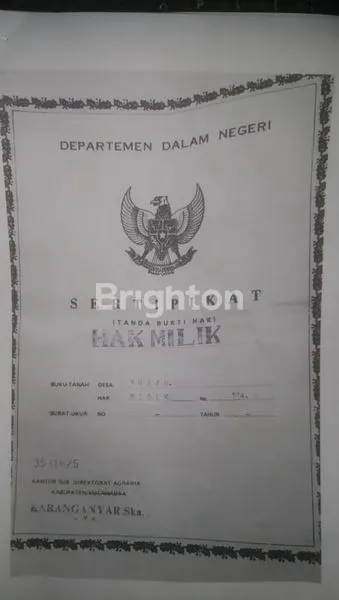 DEPARTEMEN DALAM NEGERI
Brighton
SERTIPIKAT
(TANDA BUKTI HAK)
HAK MILIK
BUKU TANAH DESA
HAK No
SURAT UKUR NO - TAHUN -
KANTOR SUB DIREKTORAT AGRARIA
KARANGANYAR Ska.